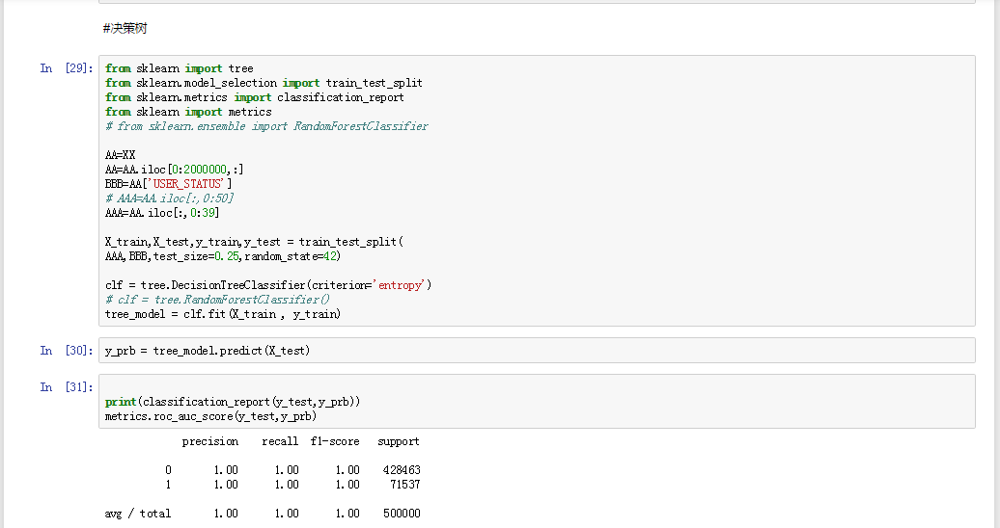 #决策树
In [29]:
from sklearn import tree
from sklearn.model_selection import train_test_split
from sklearn.metrics import classification_report
from sklearn import metrics
# from sklearn.ensemble import RandomForestClassifier
AA=XX
AA=AA.iloc[0:2000000,:]
BBB=AA['USER_STATUS']
# AAA=AA.iloc[:,0:50]
AAA=AA.iloc[:,0:39]
X_train,X_test,y_train,y_test = train_test_split(
AAA,BBB,test_size=0.25,random_state=42)
clf = tree.DecisionTreeClassifier(criterion='entropy')
# clf = tree.RandomForestClassifier()
tree_model = clf.fit(X_train , y_train)
In [30]:
y_prb = tree_model.predict(X_test)
In [31]:
print(classification_report(y_test,y_prb))
metrics.roc_auc_score(y_test,y_prb)
precision recall f1-score support
0 1.00 1.00 1.00 428463
1 1.00 1.00 1.00 71537
avg / total 1.00 1.00 1.00 500000